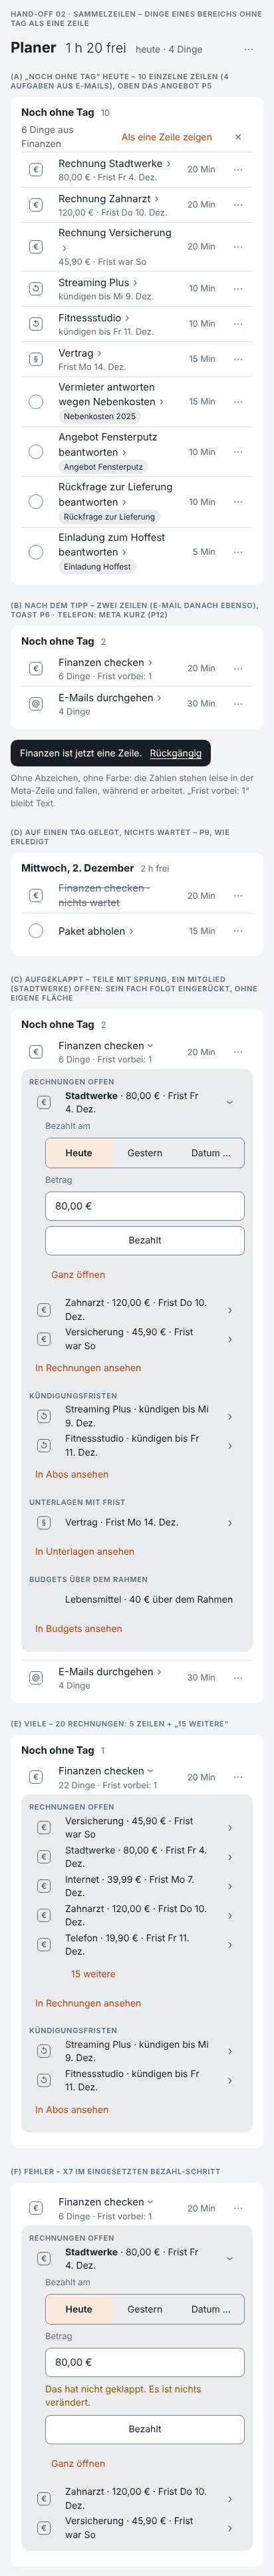 HAND-OFF 02 · SAMMELZEILEN – DINGE EINES BEREICHS OHNE
TAG ALS EINE ZEILE
Planer 1 h 20 frei heute · 4 Dinge ···
(A) „NOCH OHNE TAG" HEUTE – 10 EINZELNE ZEILEN (4
AUFGABEN AUS E-MAILS), OBEN DAS ANGEBOT P5
Noch ohne Tag 10
6 Dinge aus
Finanzen
Als eine Zeile zeigen ×
€ Rechnung Stadtwerke › 20 Min ···
80,00 € · Frist Fr 4. Dez.
€ Rechnung Zahnarzt › 20 Min ···
120,00 € · Frist Do 10. Dez.
€ Rechnung Versicherung
› 20 Min ···
45,90 € · Frist war So
Streaming Plus › 10 Min ···
kündigen bis Mi 9. Dez.
Fitnessstudio › 10 Min ···
kündigen bis Fr 11. Dez.
§ Vertrag › 15 Min ···
Frist Mo 14. Dez.
Vermieter antworten
wegen Nebenkosten › 15 Min ···
Nebenkosten 2025
Angebot Fensterputz
beantworten › 10 Min ···
Angebot Fensterputz
Rückfrage zur Lieferung
beantworten › 10 Min ···
Rückfrage zur Lieferung
Einladung zum Hoffest
beantworten › 5 Min ···
Einladung Hoffest
(B) NACH DEM TIPP – ZWEI ZEILEN (E-MAIL DANACH EBENSO),
TOAST P6 · TELEFON: META KURZ (P12)
Noch ohne Tag 2
€ Finanzen checken › 20 Min ···
6 Dinge · Frist vorbei: 1
@ E-Mails durchgehen › 30 Min ···
4 Dinge
Finanzen ist jetzt eine Zeile. Rückgängig
Ohne Abzeichen, ohne Farbe: die Zahlen stehen leise in der
Meta-Zeile und fallen, während er arbeitet. „Frist vorbei: 1"
bleibt Text.
(D) AUF EINEN TAG GELEGT, NICHTS WARTET – P9, WIE
ERLEDIGT
Mittwoch, 2. Dezember 2 h frei
€ Finanzen checken ·
nichts wartet 20 Min ···
Paket abholen › 15 Min ···
(C) AUFGEKLAPPT – TEILE MIT SPRUNG, EIN MITGLIED
(STADTWERKE) OFFEN: SEIN FACH FOLGT EINGERÜCKT, OHNE
EIGENE FLÄCHE
Noch ohne Tag 2
€ Finanzen checken 20 Min ···
6 Dinge · Frist vorbei: 1
RECHNUNGEN OFFEN
€ Stadtwerke · 80,00 € · Frist Fr
4. Dez.
Bezahlt am
Heute Gestern Datum ...
Betrag
80,00 €
Bezahlt
Ganz öffnen
€ Zahnarzt · 120,00 € · Frist Do 10.
Dez. ›
€ Versicherung · 45,90 € · Frist
war So ›
In Rechnungen ansehen
KÜNDIGUNGSFRISTEN
Streaming Plus · kündigen bis Mi
9. Dez. ›
Fitnessstudio · kündigen bis Fr
11. Dez. ›
In Abos ansehen
UNTERLAGEN MIT FRIST
§ Vertrag · Frist Mo 14. Dez. ›
In Unterlagen ansehen
BUDGETS ÜBER DEM RAHMEN
Lebensmittel · 40 € über dem Rahmen
In Budgets ansehen
@ E-Mails durchgehen › 30 Min ···
4 Dinge
(E) VIELE – 20 RECHNUNGEN: 5 ZEILEN + „15 WEITERE"
Noch ohne Tag 1
€ Finanzen checken 20 Min ···
22 Dinge · Frist vorbei: 1
RECHNUNGEN OFFEN
€ Versicherung · 45,90 € · Frist
war So ›
€ Stadtwerke · 80,00 € · Frist Fr 4.
Dez. ›
€ Internet · 39,99 € · Frist Mo 7.
Dez. ›
€ Zahnarzt · 120,00 € · Frist Do 10.
Dez. ›
€ Telefon · 19,90 € · Frist Fr 11.
Dez. ›
15 weitere
In Rechnungen ansehen
KÜNDIGUNGSFRISTEN
Streaming Plus · kündigen bis Mi
9. Dez. ›
Fitnessstudio · kündigen bis Fr
11. Dez. ›
In Abos ansehen
(F) FEHLER – X7 IM EINGESETZTEN BEZAHL-SCHRITT
€ Finanzen checken 20 Min ···
6 Dinge · Frist vorbei: 1
RECHNUNGEN OFFEN
€ Stadtwerke · 80,00 € · Frist Fr
4. Dez.
Bezahlt am
Heute Gestern Datum ...
Betrag
80,00 €
Das hat nicht geklappt. Es ist nichts
verändert.
Bezahlt
Ganz öffnen
€ Zahnarzt · 120,00 € · Frist Do 10.
Dez. ›
€ Versicherung · 45,90 € · Frist
war So ›